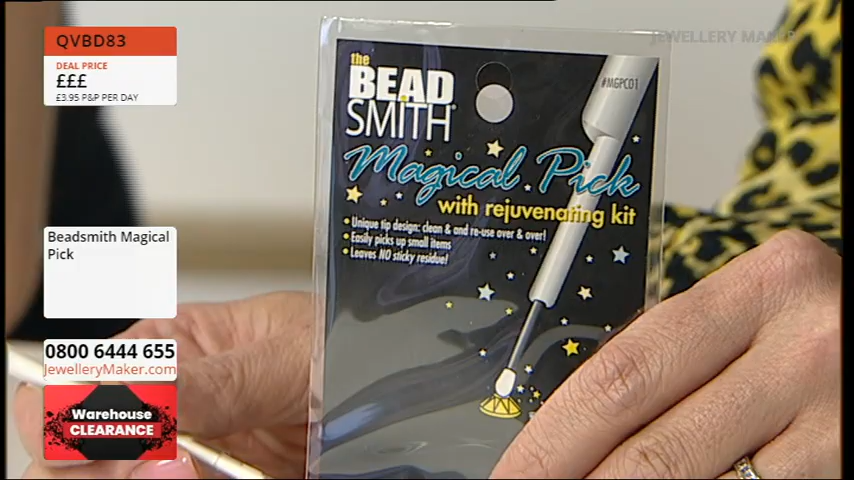 QVBD83
DEAL PRICE
£££
£3.95 P&P PER DAY
JEWELLERY MAKER
the
BEAD
SMITH
#MGPC01
Magical Pick
with rejuvenating kit
• Unique tip design: clean & and re-use over & over!
• Easily picks up small items
• Leaves NO sticky residue!
Beadsmith Magical
Pick
0800 6444 655
JewelleryMaker.com
Warehouse
CLEARANCE